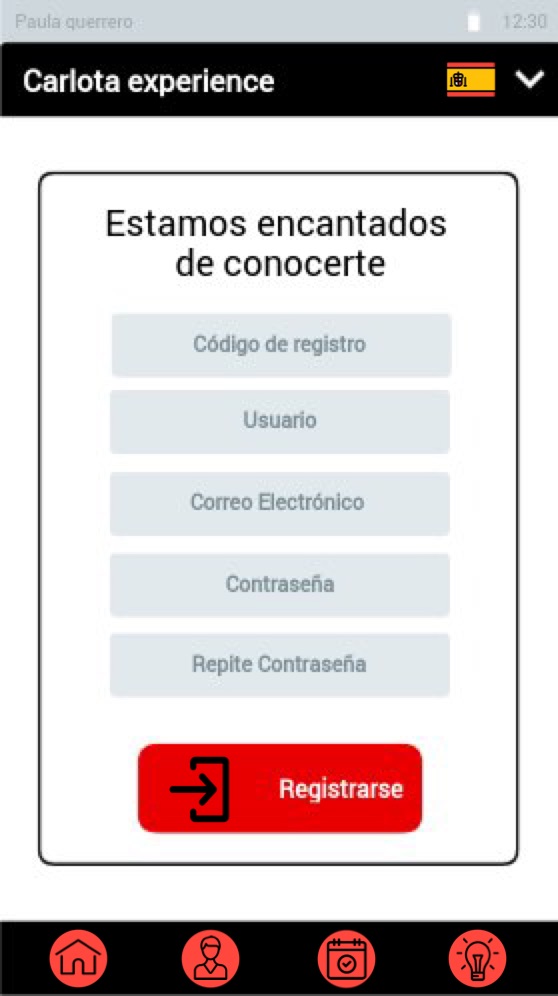 Paula querrero
12:30
Carlota experience
Estamos encantados
de conocerte
Código de registro
Usuario
Correo Electrónico
Contraseña
Repite Contraseña
Registrarse